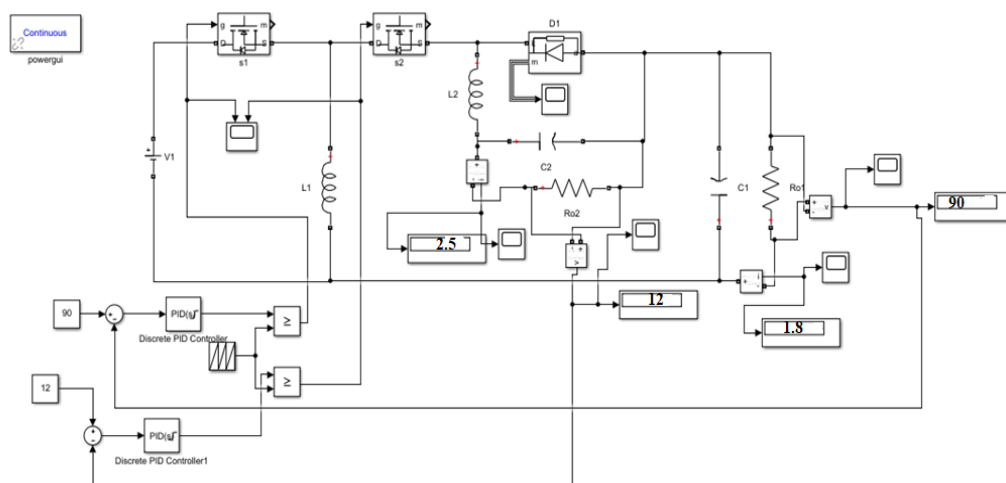 Continuous
powergui
g m
D S
s1
g m
D S
s2
D1
m
V1
L1
L2
C2
Ro2
C1
Ro1
v
90
2.5
12
1.8
90
PID(s)
Discrete PID Controller
≥
12
PID(s)
Discrete PID Controller1
≥